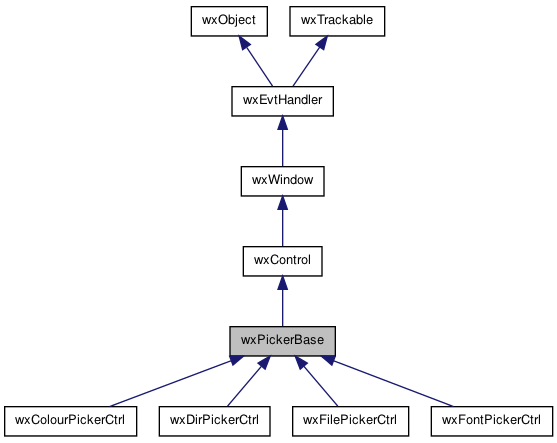 wxObject
wxTrackable
wxEvtHandler
wxWindow
wxControl
wxPickerBase
wxColourPickerCtrl
wxDirPickerCtrl
wxFilePickerCtrl
wxFontPickerCtrl